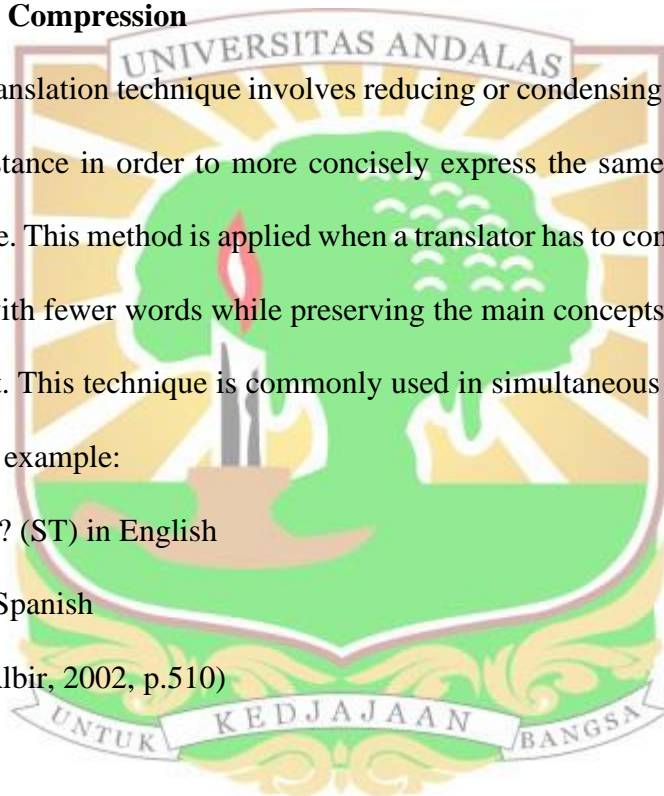 Compression
UNIVERSITAS ANDALAS
anslation technique involves reducing or condensing
stance in order to more concisely express the same
e. This method is applied when a translator has to con
vith fewer words while preserving the main concepts
t. This technique is commonly used in simultaneous
example:
? (ST) in English
Spanish
lbir, 2002, p.510)
UNTUK KEDJAJAAN BANGSA